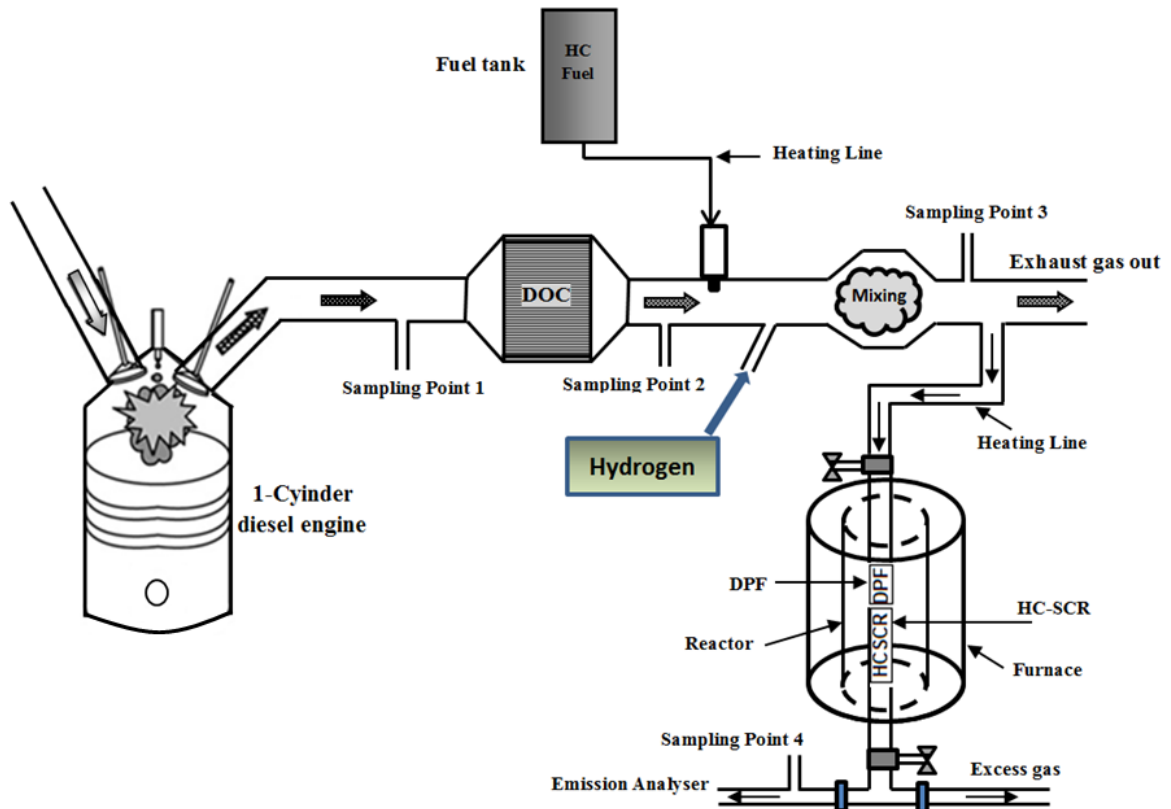 HC
Fuel
Fuel tank
Heating Line
Sampling Point 3
Exhaust gas out
DOC
Mixing
Sampling Point 1
Sampling Point 2
Heating Line
Hydrogen
1-Cyinder
diesel engine
DPF
DPF
HC-SCR
HCSCR
Reactor
Furnace
Sampling Point 4
Emission Analyser
Excess gas